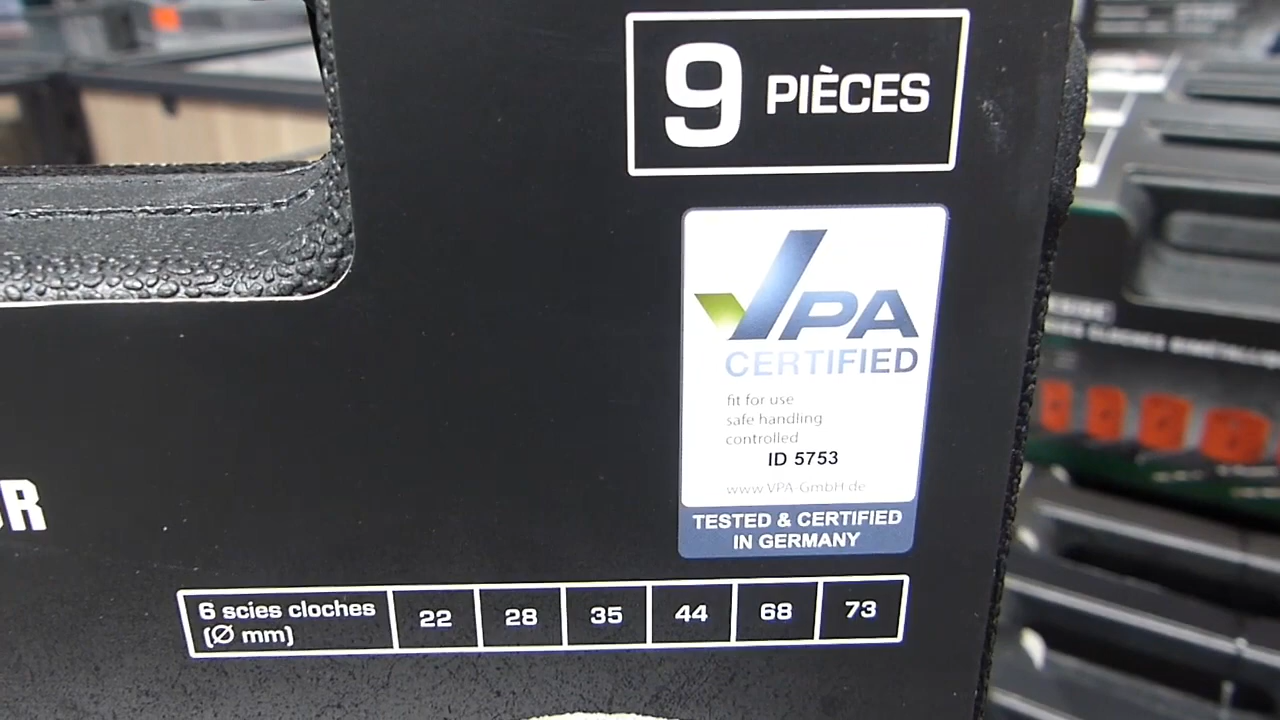 9 PIÈCES
VPA
CERTIFIED
fit for use
safe handling
controlled
ID 5753
www.VPA-GmbH.de
TESTED & CERTIFIED
IN GERMANY
6 scies cloches 22 28 35 44 68 73
(Ø mm)